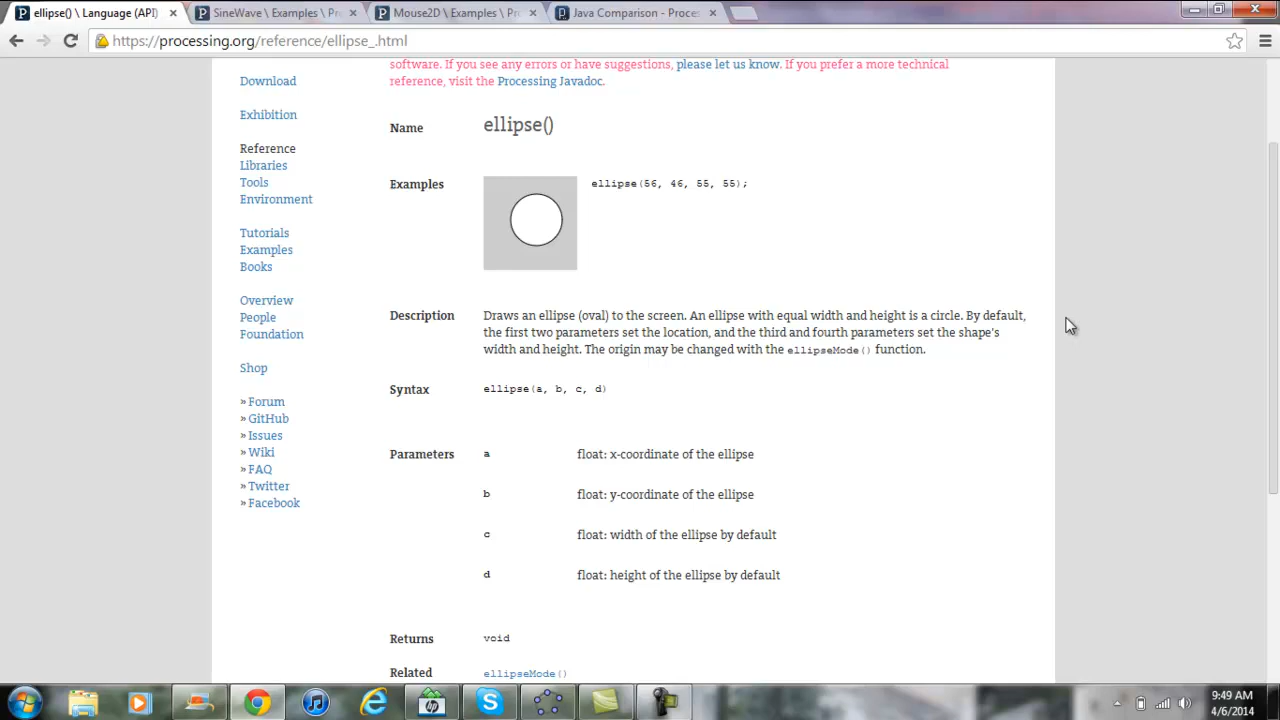 ellipse() \ Language (API)
SineWave \ Examples \ Pro
Mouse2D \ Examples \ Pro
Java Comparison - Proces
https://processing.org/reference/ellipse_.html
software. If you see any errors or have suggestions, please let us know. If you prefer a more technical
reference, visit the Processing Javadoc.
Download
Exhibition
Reference
Libraries
Tools
Environment
Tutorials
Examples
Books
Overview
People
Foundation
Shop
» Forum
» GitHub
» Issues
» Wiki
» FAQ
» Twitter
» Facebook
Name ellipse()
Examples ellipse(56, 46, 55, 55);
Description Draws an ellipse (oval) to the screen. An ellipse with equal width and height is a circle. By default,
the first two parameters set the location, and the third and fourth parameters set the shape's
width and height. The origin may be changed with the ellipseMode() function.
Syntax ellipse(a, b, c, d)
Parameters a float: x-coordinate of the ellipse
b float: y-coordinate of the ellipse
c float: width of the ellipse by default
d float: height of the ellipse by default
Returns void
Related ellipseMode()
9:49 AM
4/6/2014